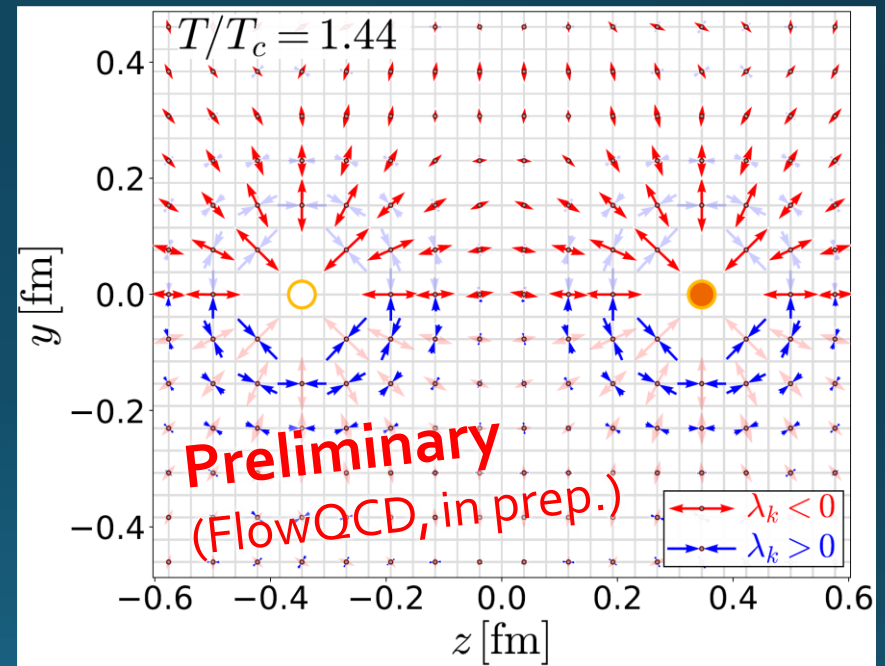 T/T_c = 1.44
0.4
0.2
0.0
−0.2
−0.4
y [fm]
Preliminary
(FlowQCD, in prep.)
λ_k < 0
λ_k > 0
−0.6 −0.4 −0.2 0.0 0.2 0.4 0.6
z [fm]